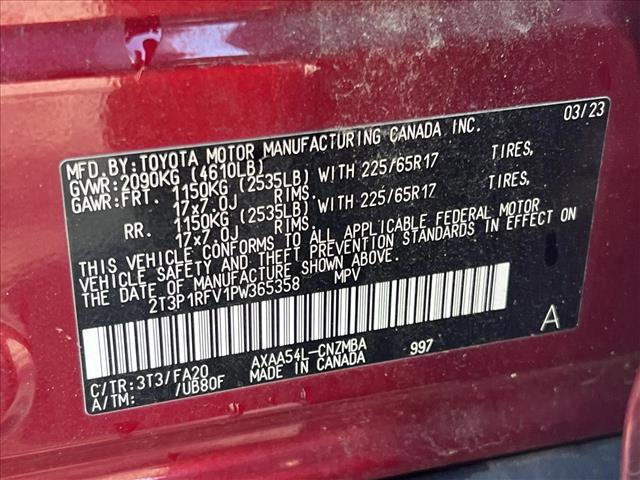 MFD.BY:TOYOTA MOTOR MANUFACTURING CANADA INC. 03/23
GVWR:2090KG (4610LB)
GAWR:FRT. 1150KG (2535LB) WITH 225/65R17 TIRES,
17x7.0J RIMS.
RR. 1150KG (2535LB) WITH 225/65R17 TIRES,
17x7.0J RIMS.
THIS VEHICLE CONFORMS TO ALL APPLICABLE FEDERAL MOTOR
VEHICLE SAFETY AND THEFT PREVENTION STANDARDS IN EFFECT ON
THE DATE OF MANUFACTURE SHOWN ABOVE.
2T3P1RFV1PW365358 MPV
A
C/TR:3T3/FA20 AXAA54L-CNZMBA 997
A/TM: /UB80F MADE IN CANADA